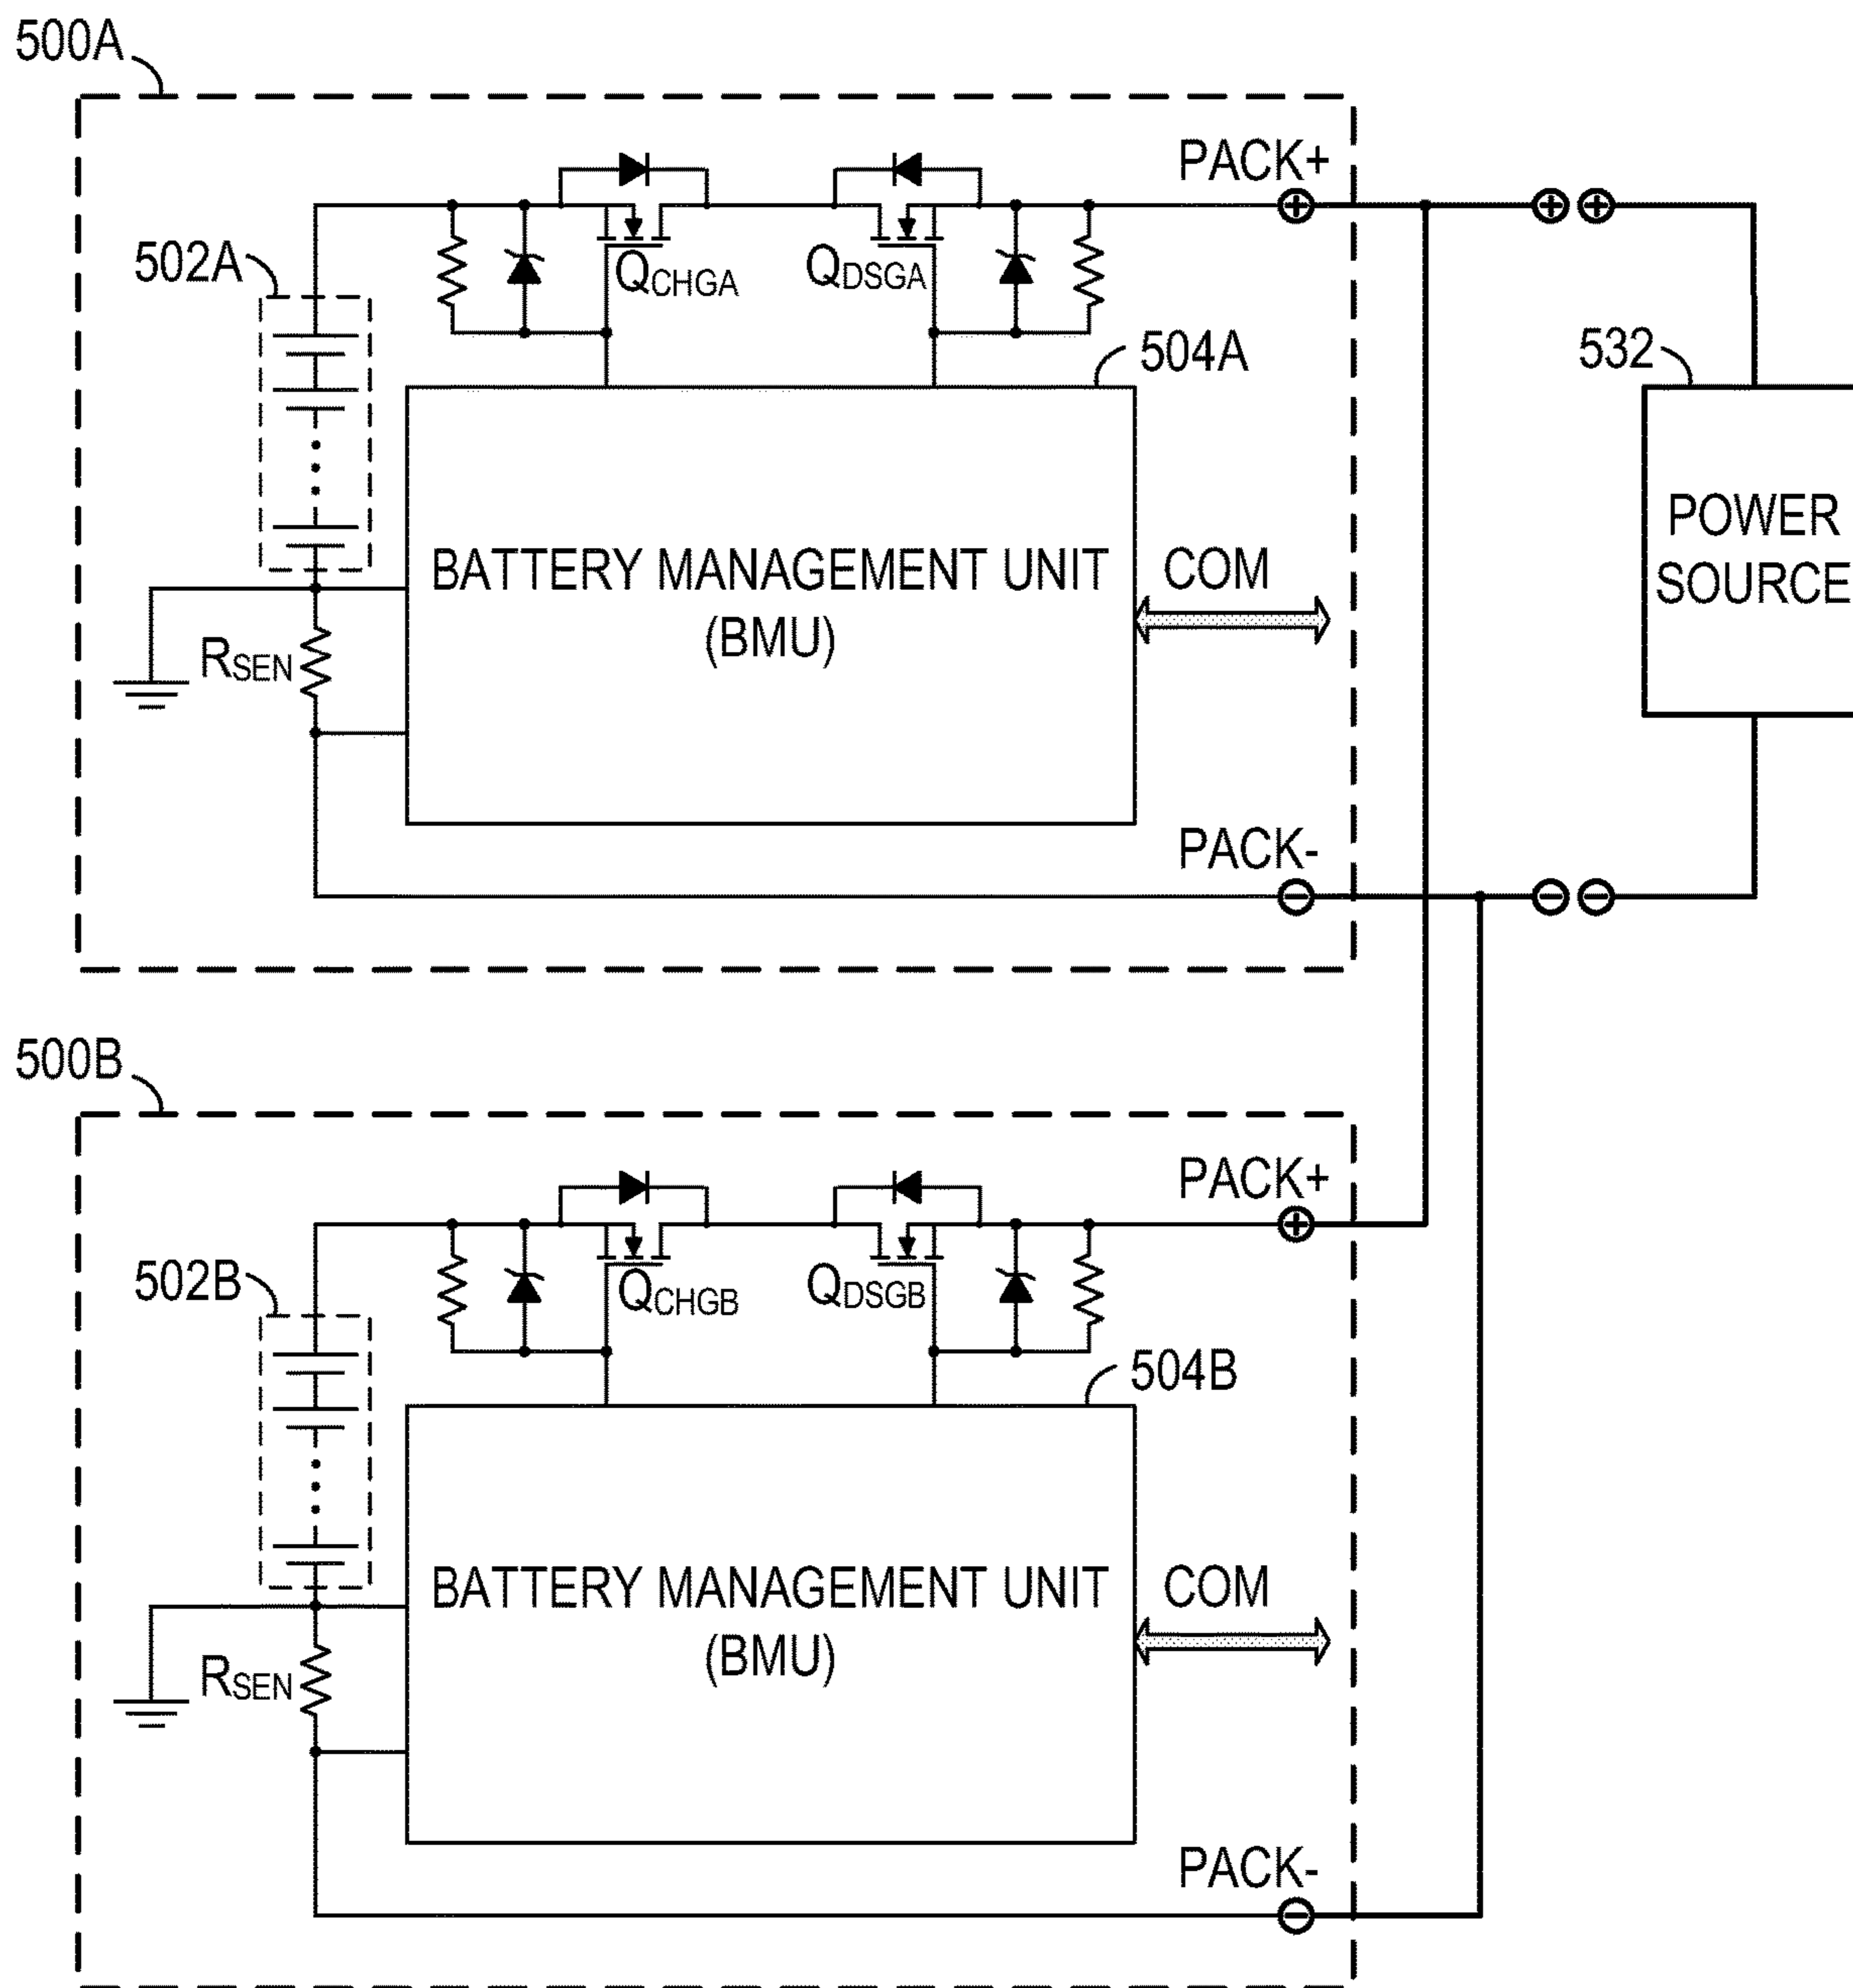 500A
PACK+
502A
QCHGA
QDSGA
504A
532
POWER
SOURCE
BATTERY MANAGEMENT UNIT
(BMU)
COM
RSEN
PACK-
500B
PACK+
502B
QCHGB
QDSGB
504B
BATTERY MANAGEMENT UNIT
(BMU)
COM
RSEN
PACK-